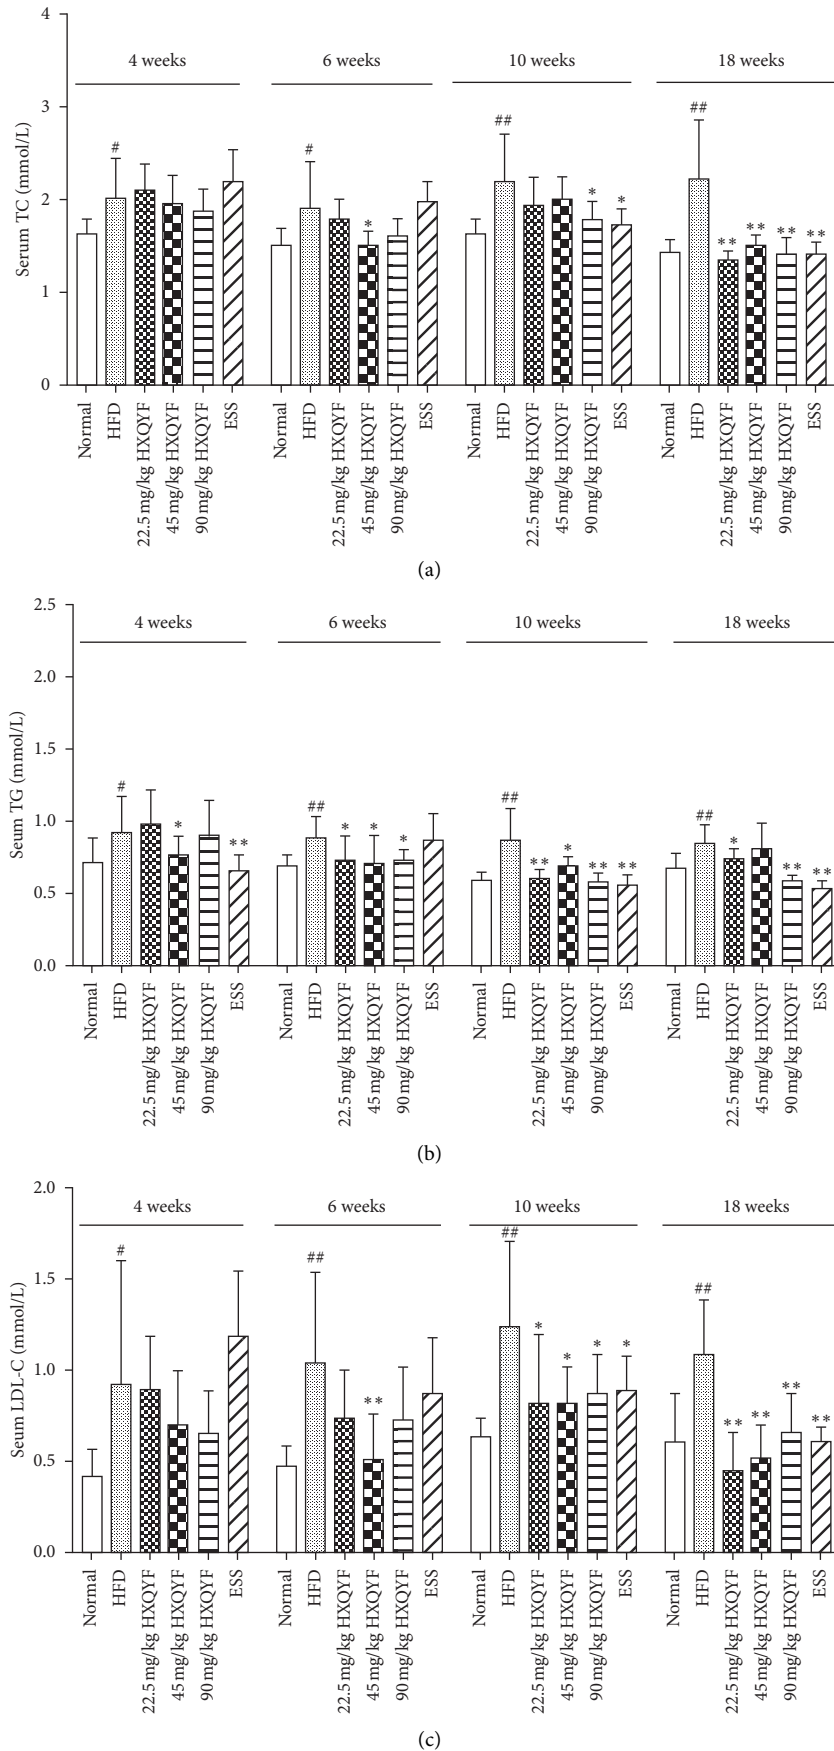 4
3
2
1
0
Serum TC (mmol/L)
4 weeks
6 weeks
10 weeks
18 weeks
#
#
*
##
*
*
##
**
**
**
**
Normal
HFD
22.5 mg/kg HXQYF
45 mg/kg HXQYF
90 mg/kg HXQYF
ESS
Normal
HFD
22.5 mg/kg HXQYF
45 mg/kg HXQYF
90 mg/kg HXQYF
ESS
Normal
HFD
22.5 mg/kg HXQYF
45 mg/kg HXQYF
90 mg/kg HXQYF
ESS
Normal
HFD
22.5 mg/kg HXQYF
45 mg/kg HXQYF
90 mg/kg HXQYF
ESS
(a)
2.5
2.0
1.5
1.0
0.5
0.0
Seum TG (mmol/L)
4 weeks
6 weeks
10 weeks
18 weeks
#
*
**
##
*
*
*
##
**
*
**
**
##
*
**
**
Normal
HFD
22.5 mg/kg HXQYF
45 mg/kg HXQYF
90 mg/kg HXQYF
ESS
Normal
HFD
22.5 mg/kg HXQYF
45 mg/kg HXQYF
90 mg/kg HXQYF
ESS
Normal
HFD
22.5 mg/kg HXQYF
45 mg/kg HXQYF
90 mg/kg HXQYF
ESS
Normal
HFD
22.5 mg/kg HXQYF
45 mg/kg HXQYF
90 mg/kg HXQYF
ESS
(b)
2.0
1.5
1.0
0.5
0.0
Seum LDL-C (mmol/L)
4 weeks
6 weeks
10 weeks
18 weeks
#
##
**
##
*
*
*
*
##
**
**
**
**
Normal
HFD
22.5 mg/kg HXQYF
45 mg/kg HXQYF
90 mg/kg HXQYF
ESS
Normal
HFD
22.5 mg/kg HXQYF
45 mg/kg HXQYF
90 mg/kg HXQYF
ESS
Normal
HFD
22.5 mg/kg HXQYF
45 mg/kg HXQYF
90 mg/kg HXQYF
ESS
Normal
HFD
22.5 mg/kg HXQYF
45 mg/kg HXQYF
90 mg/kg HXQYF
ESS
(c)